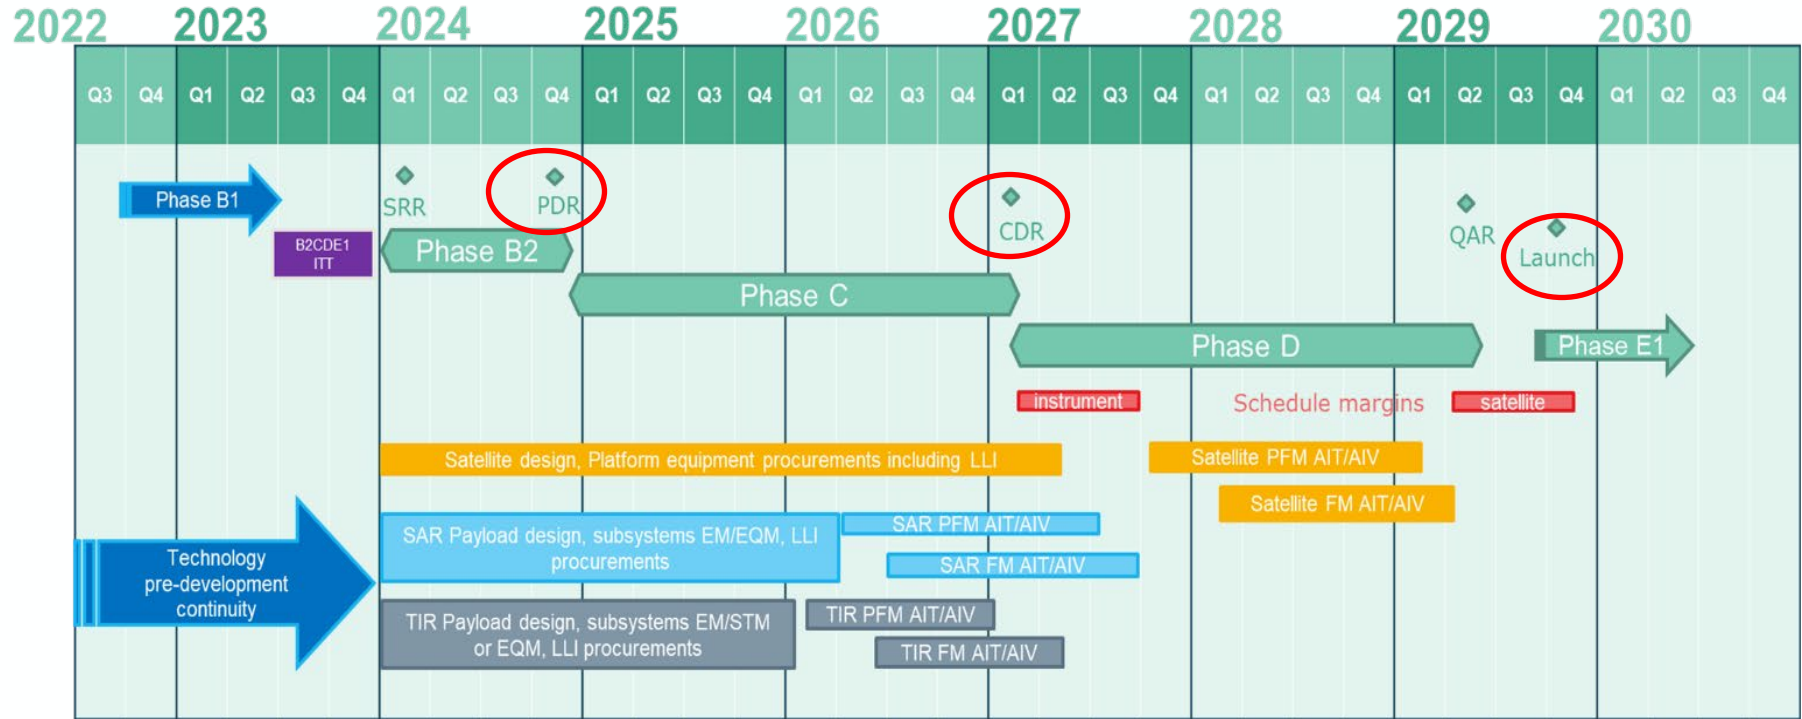 2022 2023 2024 2025 2026 2027 2028 2029 2030
Q3 Q4 Q1 Q2 Q3 Q4 Q1 Q2 Q3 Q4 Q1 Q2 Q3 Q4 Q1 Q2 Q3 Q4 Q1 Q2 Q3 Q4 Q1 Q2 Q3 Q4 Q1 Q2 Q3 Q4 Q1 Q2 Q3 Q4
Phase B1
SRR
PDR
CDR
QAR
Launch
B2CDE1
ITT
Phase B2
Phase C
Phase D
Phase E1
instrument
Schedule margins
satellite
Satellite design, Platform equipment procurements including LLI
Satellite PFM AIT/AIV
Satellite FM AIT/AIV
SAR Payload design, subsystems EM/EQM, LLI
procurements
SAR PFM AIT/AIV
SAR FM AIT/AIV
Technology
pre-development
continuity
TIR Payload design, subsystems EM/STM
or EQM, LLI procurements
TIR PFM AIT/AIV
TIR FM AIT/AIV